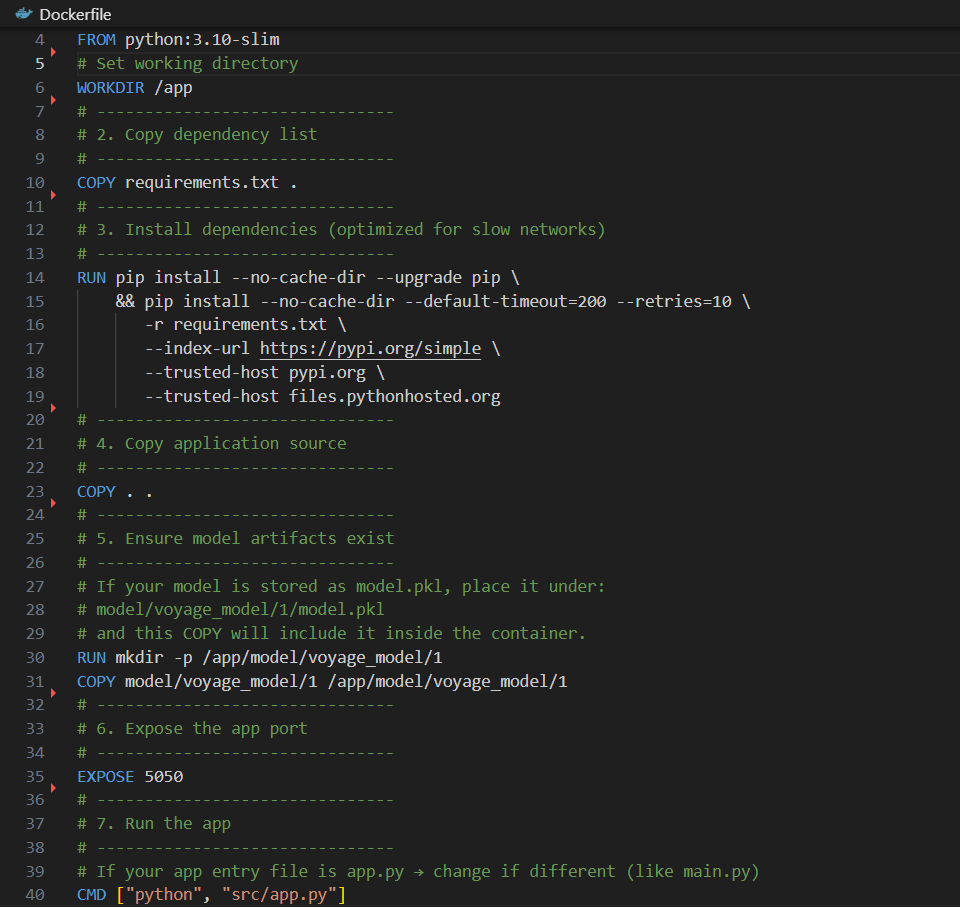 Dockerfile
4 FROM python:3.10-slim
5 # Set working directory
6 WORKDIR /app
7 # -------------------------------
8 # 2. Copy dependency list
9 # -------------------------------
10 COPY requirements.txt .
11 # -------------------------------
12 # 3. Install dependencies (optimized for slow networks)
13 # -------------------------------
14 RUN pip install --no-cache-dir --upgrade pip \
15     && pip install --no-cache-dir --default-timeout=200 --retries=10 \
16        -r requirements.txt \
17        --index-url https://pypi.org/simple \
18        --trusted-host pypi.org \
19        --trusted-host files.pythonhosted.org
20 # -------------------------------
21 # 4. Copy application source
22 # -------------------------------
23 COPY . .
24 # -------------------------------
25 # 5. Ensure model artifacts exist
26 # -------------------------------
27 # If your model is stored as model.pkl, place it under:
28 # model/voyage_model/1/model.pkl
29 # and this COPY will include it inside the container.
30 RUN mkdir -p /app/model/voyage_model/1
31 COPY model/voyage_model/1 /app/model/voyage_model/1
32 # -------------------------------
33 # 6. Expose the app port
34 # -------------------------------
35 EXPOSE 5050
36 # -------------------------------
37 # 7. Run the app
38 # -------------------------------
39 # If your app entry file is app.py → change if different (like main.py)
40 CMD ["python", "src/app.py"]